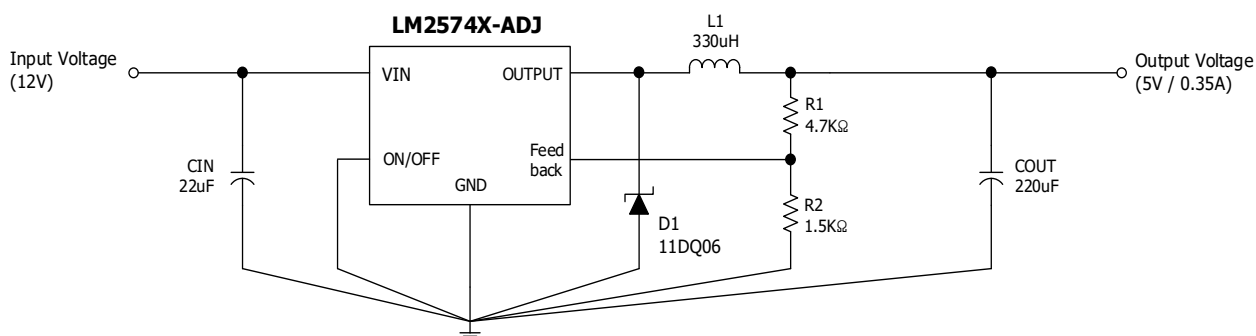 LM2574X-ADJ
Input Voltage
(12V)
VIN
OUTPUT
ON/OFF
Feed
back
GND
CIN
22uF
L1
330uH
R1
4.7KΩ
R2
1.5KΩ
D1
11DQ06
COUT
220uF
Output Voltage
(5V / 0.35A)